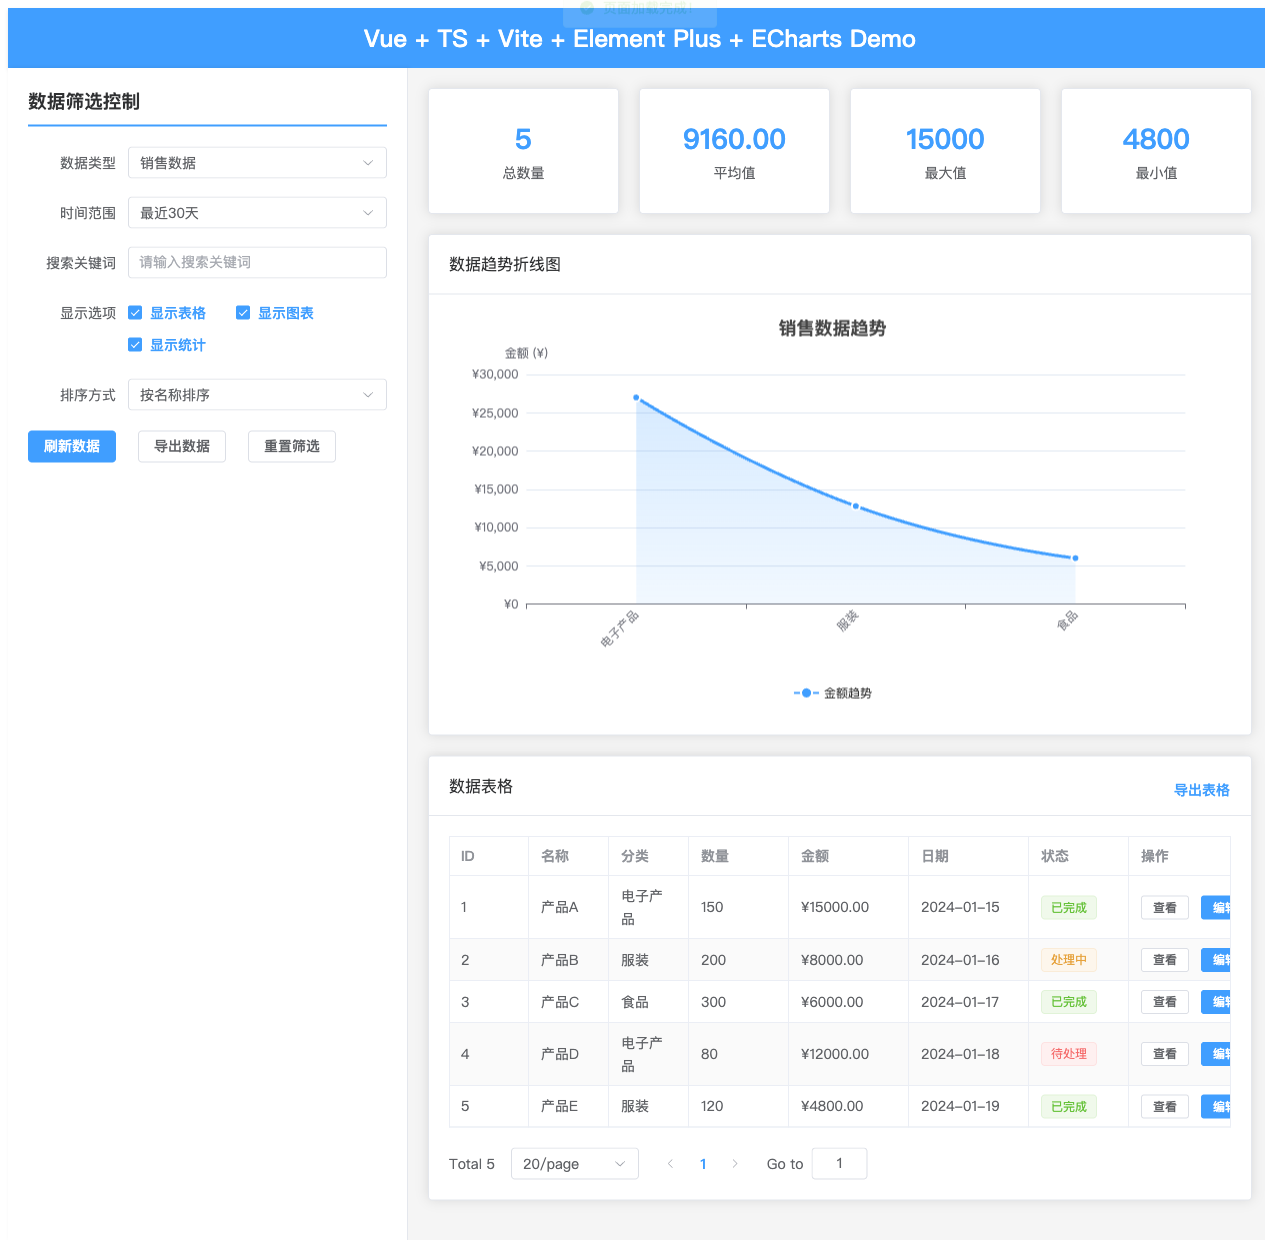 页面加载完成!
Vue + TS + Vite + Element Plus + ECharts Demo
数据筛选控制
数据类型 销售数据
时间范围 最近30天
搜索关键词 请输入搜索关键词
显示选项 显示表格 显示图表
显示统计
排序方式 按名称排序
刷新数据 导出数据 重置筛选
5 9160.00 15000 4800
总数量 平均值 最大值 最小值
数据趋势折线图
销售数据趋势
金额 (¥)
¥30,000
¥25,000
¥20,000
¥15,000
¥10,000
¥5,000
¥0
电子产品 服装 食品
金额趋势
数据表格 导出表格
ID 名称 分类 数量 金额 日期 状态 操作
1 产品A 电子产品 150 ¥15000.00 2024-01-15 已完成 查看 编辑
2 产品B 服装 200 ¥8000.00 2024-01-16 处理中 查看 编辑
3 产品C 食品 300 ¥6000.00 2024-01-17 已完成 查看 编辑
4 产品D 电子产品 80 ¥12000.00 2024-01-18 待处理 查看 编辑
5 产品E 服装 120 ¥4800.00 2024-01-19 已完成 查看 编辑
Total 5 20/page 1 Go to 1